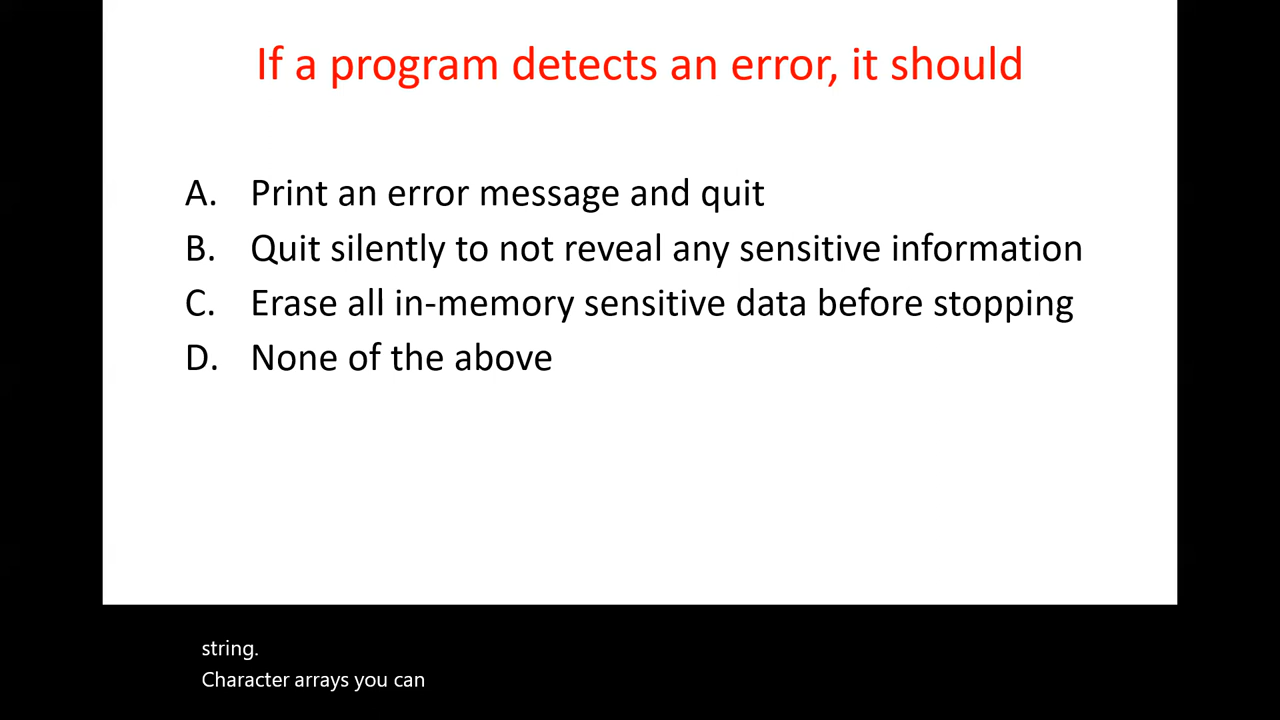 If a program detects an error, it should
A. Print an error message and quit
B. Quit silently to not reveal any sensitive information
C. Erase all in-memory sensitive data before stopping
D. None of the above
string.
Character arrays you can